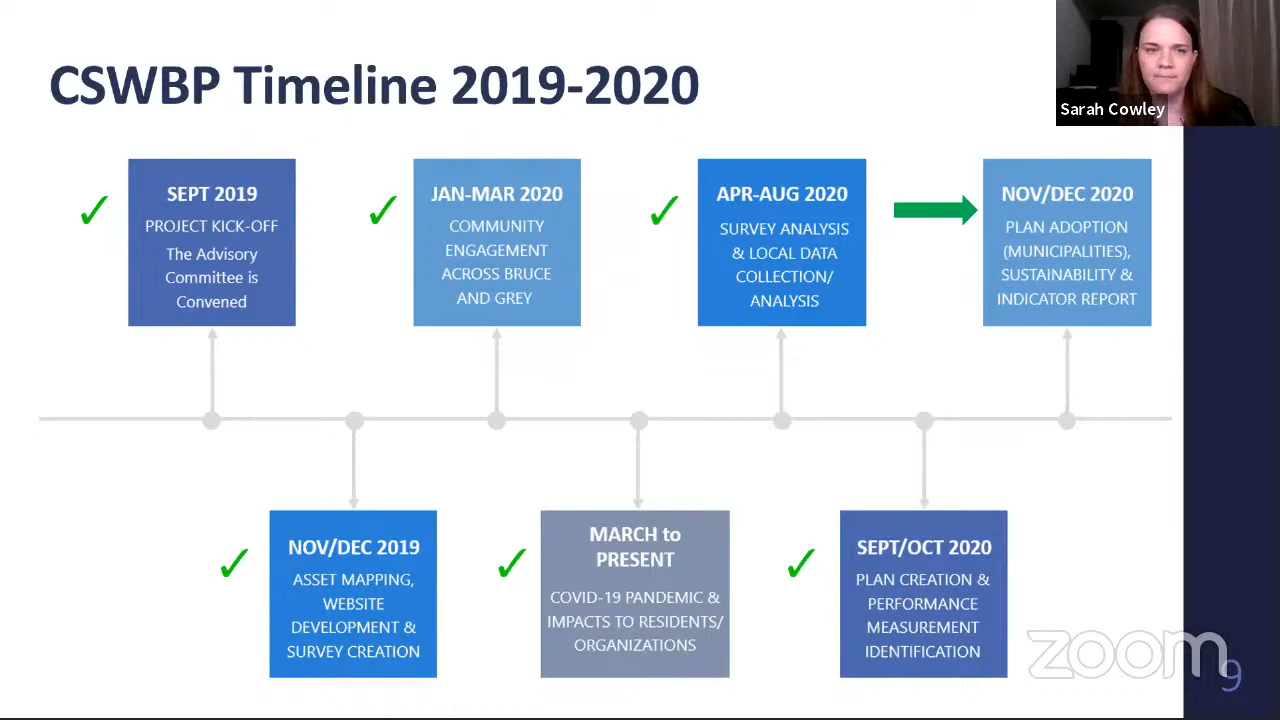 CSWBP Timeline 2019-2020
Sarah Cowley
SEPT 2019
PROJECT KICK-OFF
The Advisory
Committee is
Convened
JAN-MAR 2020
COMMUNITY
ENGAGEMENT
ACROSS BRUCE
AND GREY
APR-AUG 2020
SURVEY ANALYSIS
& LOCAL DATA
COLLECTION/
ANALYSIS
NOV/DEC 2020
PLAN ADOPTION
(MUNICIPALITIES),
SUSTAINABILITY &
INDICATOR REPORT
NOV/DEC 2019
ASSET MAPPING,
WEBSITE
DEVELOPMENT &
SURVEY CREATION
MARCH to
PRESENT
COVID-19 PANDEMIC &
IMPACTS TO RESIDENTS/
ORGANIZATIONS
SEPT/OCT 2020
PLAN CREATION &
PERFORMANCE
MEASUREMENT
IDENTIFICATION
zoom
9